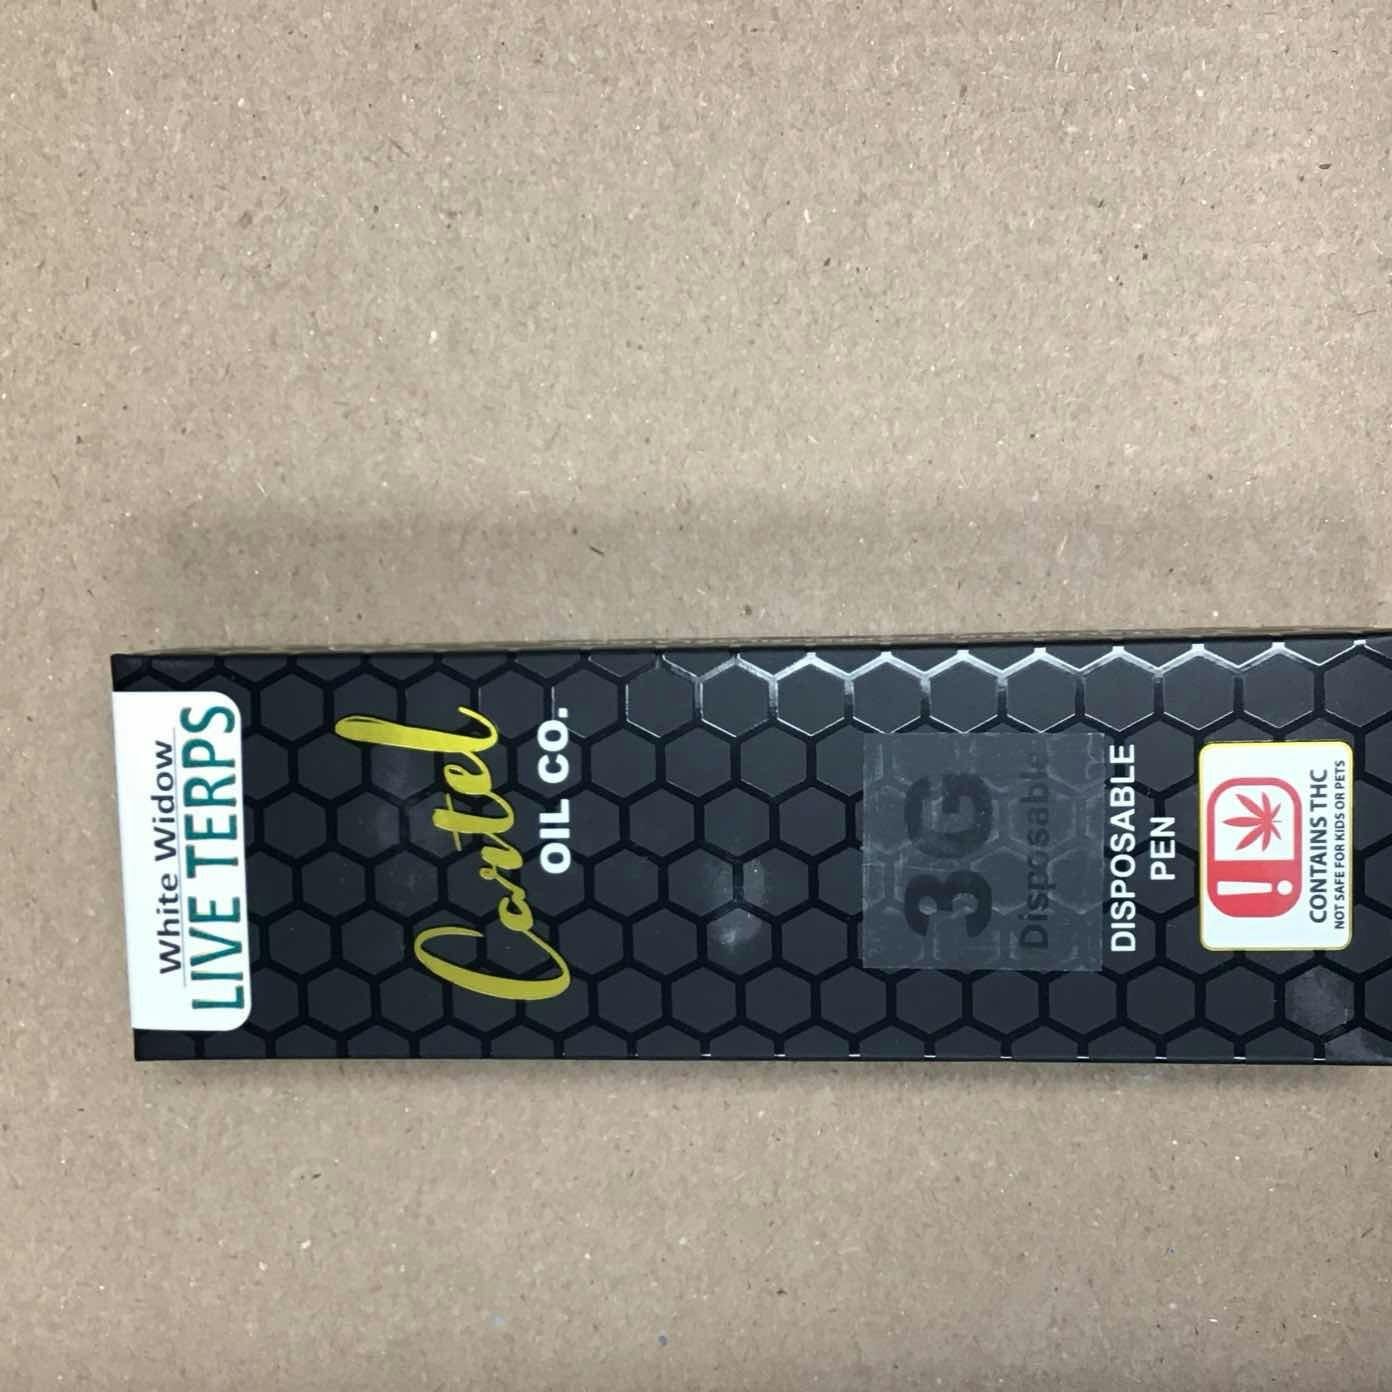 White Widow
LIVE TERPS
Cartel
OIL CO.
3G
Disposable
DISPOSABLE
PEN
!
CONTAINS THC
NOT SAFE FOR KIDS OR PETS